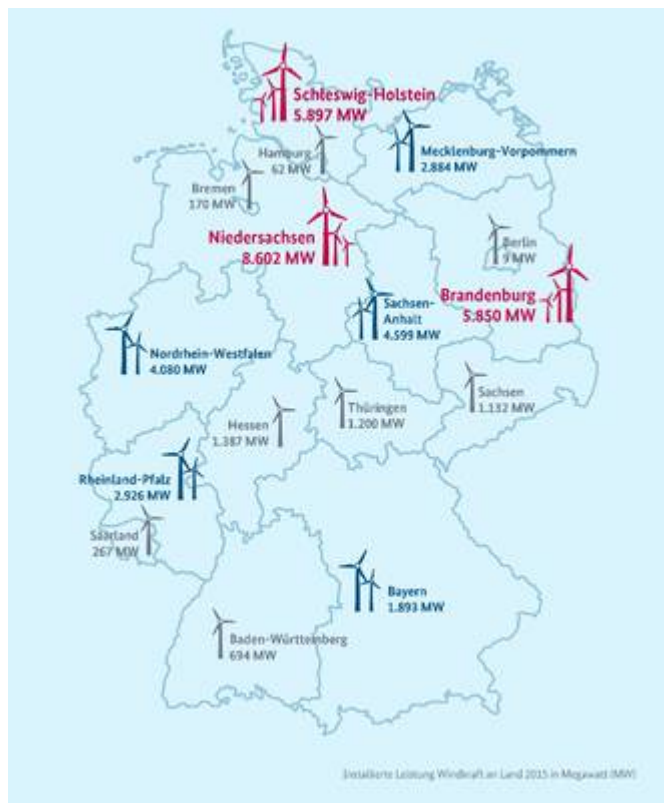 Schleswig-Holstein
5.897 MW
Hamburg
62 MW
Mecklenburg-Vorpommern
2.884 MW
Bremen
170 MW
Niedersachsen
8.602 MW
Berlin
9 MW
Brandenburg
5.850 MW
Sachsen-
Anhalt
4.599 MW
Nordrhein-Westfalen
4.080 MW
Sachsen
1.132 MW
Thüringen
1.200 MW
Hessen
1.387 MW
Rheinland-Pfalz
2.926 MW
Saarland
267 MW
Bayern
1.893 MW
Baden-Württemberg
694 MW
Installierte Leistung Windkraft an Land 2015 in Megawatt (MW)